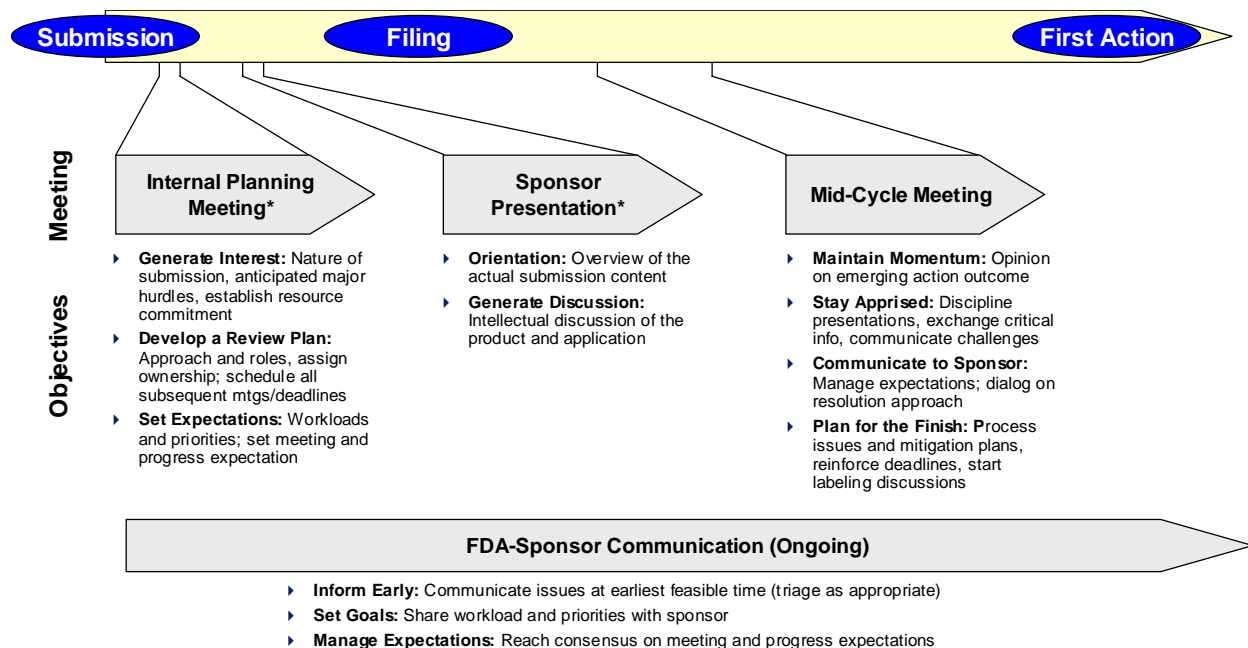 Submission
Filing
First Action
Meeting
Internal Planning
Meeting*
Sponsor
Presentation*
Mid-Cycle Meeting
Objectives
Generate Interest: Nature of
submission, anticipated major
hurdles, establish resource
commitment
Develop a Review Plan:
Approach and roles, assign
ownership; schedule all
subsequent mtgs/deadlines
Set Expectations: Workloads
and priorities; set meeting and
progress expectation
Orientation: Overview of the
actual submission content
Generate Discussion:
Intellectual discussion of the
product and application
Maintain Momentum: Opinion
on emerging action outcome
Stay Apprised: Discipline
presentations, exchange critical
info, communicate challenges
Communicate to Sponsor:
Manage expectations; dialog on
resolution approach
Plan for the Finish: Process
issues and mitigation plans,
reinforce deadlines, start
labeling discussions
FDA-Sponsor Communication (Ongoing)
Inform Early: Communicate issues at earliest feasible time (triage as appropriate)
Set Goals: Share workload and priorities with sponsor
Manage Expectations: Reach consensus on meeting and progress expectations